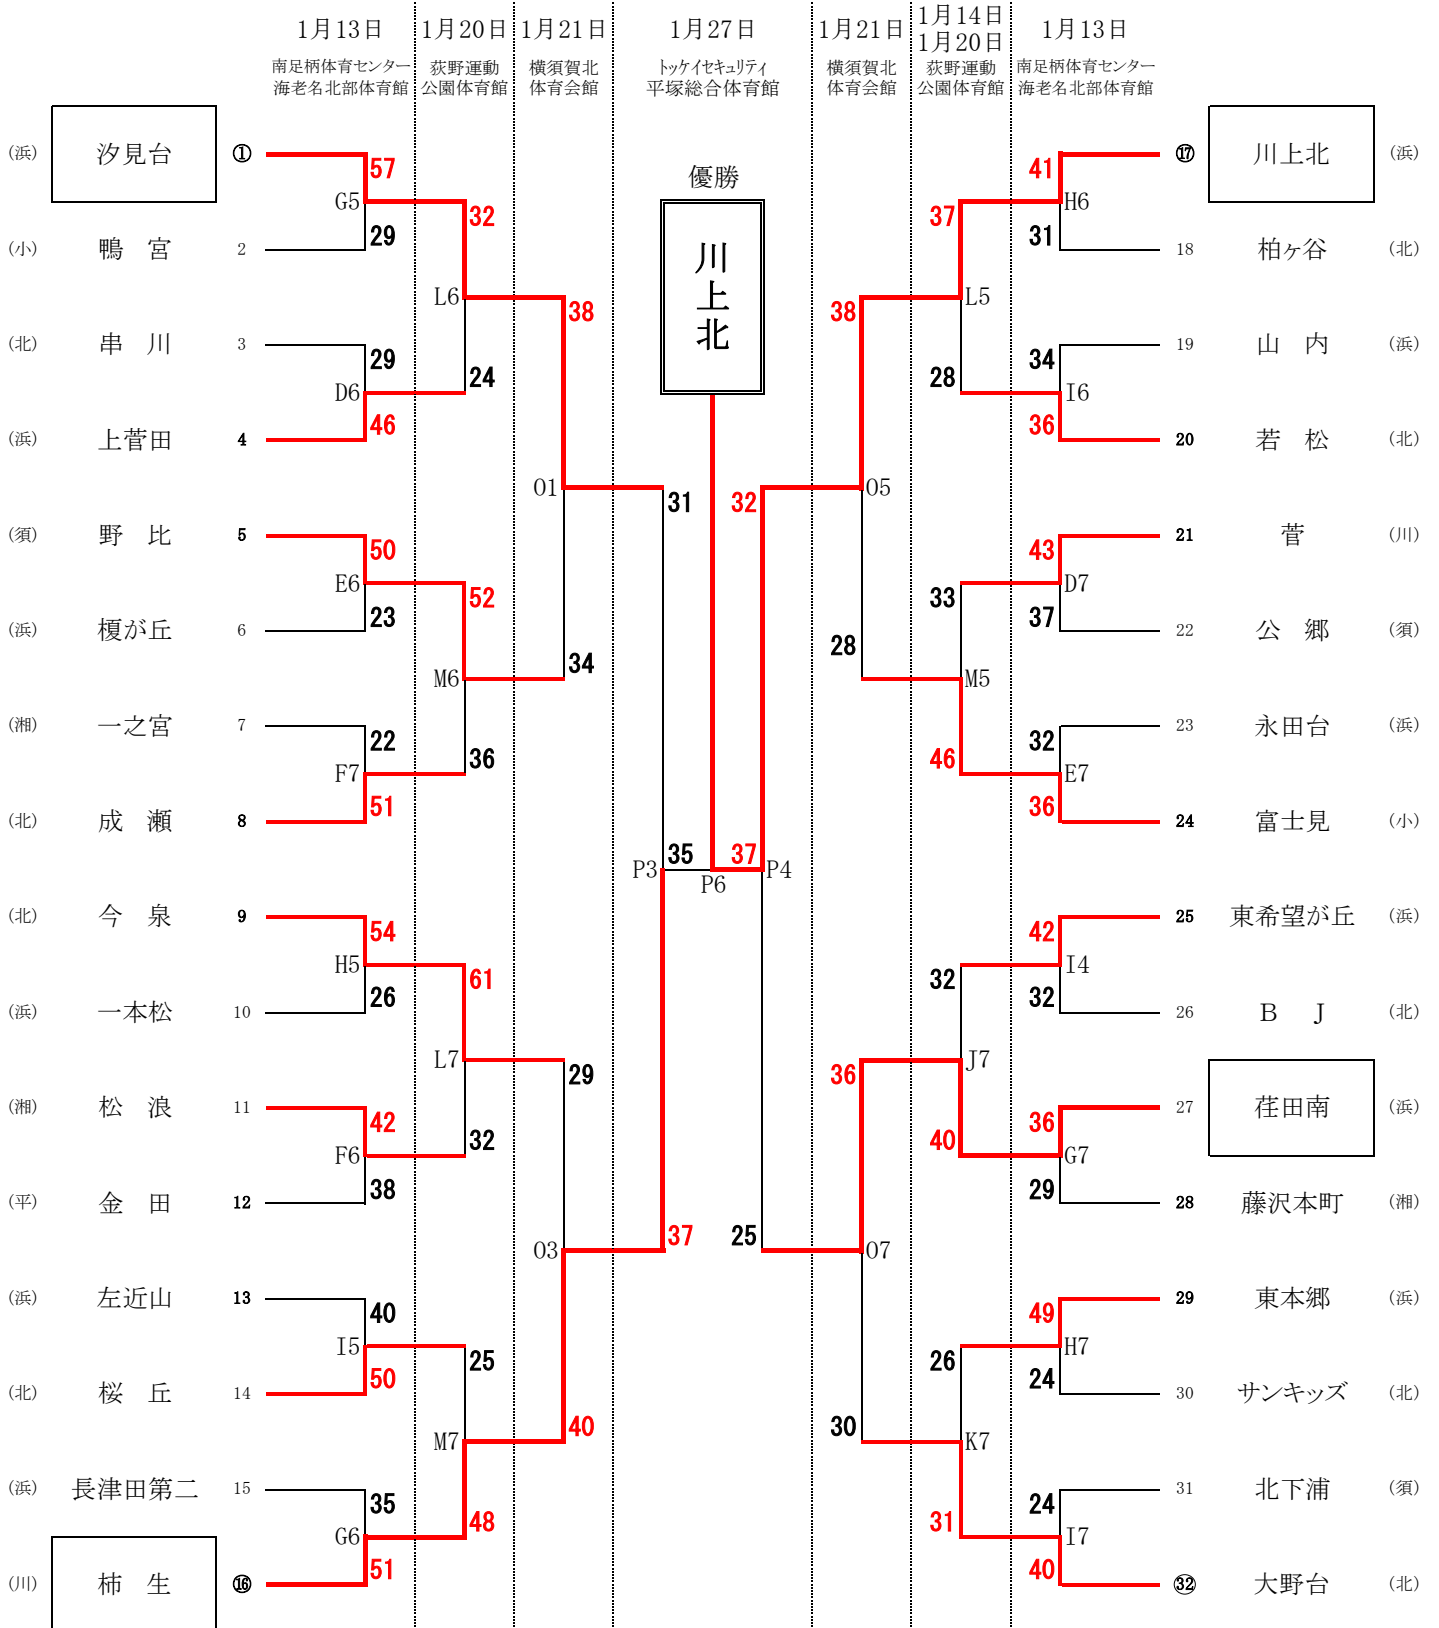 1月13日 1月20日 1月21日 1月27日 1月21日 1月14日 1月13日
1月20日
南足柄体育センター 荻野運動 横須賀北 トッケイセキュリティ 横須賀北 荻野運動 南足柄体育センター
海老名北部体育館 公園体育館 体育会館 平塚総合体育館 体育会館 公園体育館 海老名北部体育館
優勝
川上北
(浜) 汐見台 ① 57
G5
(小) 鴨宮 2 29
32
L6
24
(北) 串川 3 29
D6
(浜) 上菅田 4 46
38
O1
34
(須) 野比 5 50
E6
(浜) 榎が丘 6 23
52
M6
36
(湘) 一之宮 7 22
F7
(北) 成瀬 8 51
31
P3
37
(北) 今泉 9 54
H5
(浜) 一本松 10 26
61
L7
32
(湘) 松浪 11 42
F6
(平) 金田 12 38
29
O3
40
(浜) 左近山 13 40
I5
(北) 桜丘 14 50
25
M7
48
(浜) 長津田第二 15 35
G6
(川) 柿生 ⑯ 51
35 37
P6
41 ⑰ 川上北 (浜)
H6
31 18 柏ヶ谷 (北)
37
L5
28
34 19 山内 (浜)
I6
36 20 若松 (北)
38
O5
28
43 21 菅 (川)
D7
37 22 公郷 (須)
33
M5
46
32 23 永田台 (浜)
E7
36 24 富士見 (小)
32
P4
25
42 25 東希望が丘 (浜)
I4
32 26 B J (北)
32
J7
40
36 27 荏田南 (浜)
G7
29 28 藤沢本町 (湘)
36
O7
30
49 29 東本郷 (浜)
H7
24 30 サンキッズ (北)
26
K7
31
24 31 北下浦 (須)
I7
40 ㉜ 大野台 (北)